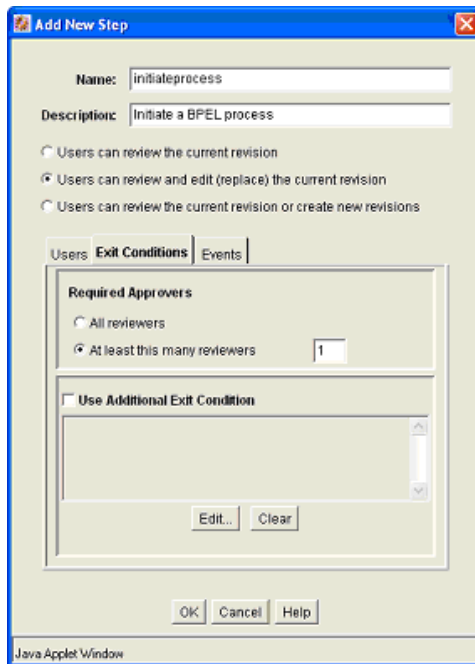 Add New Step
Name: initiateprocess
Description: Initiate a BPEL process
Users can review the current revision
Users can review and edit (replace) the current revision
Users can review the current revision or create new revisions
Users Exit Conditions Events
Required Approvers
All reviewers
At least this many reviewers 1
Use Additional Exit Condition
Edit... Clear
OK Cancel Help
Java Applet Window